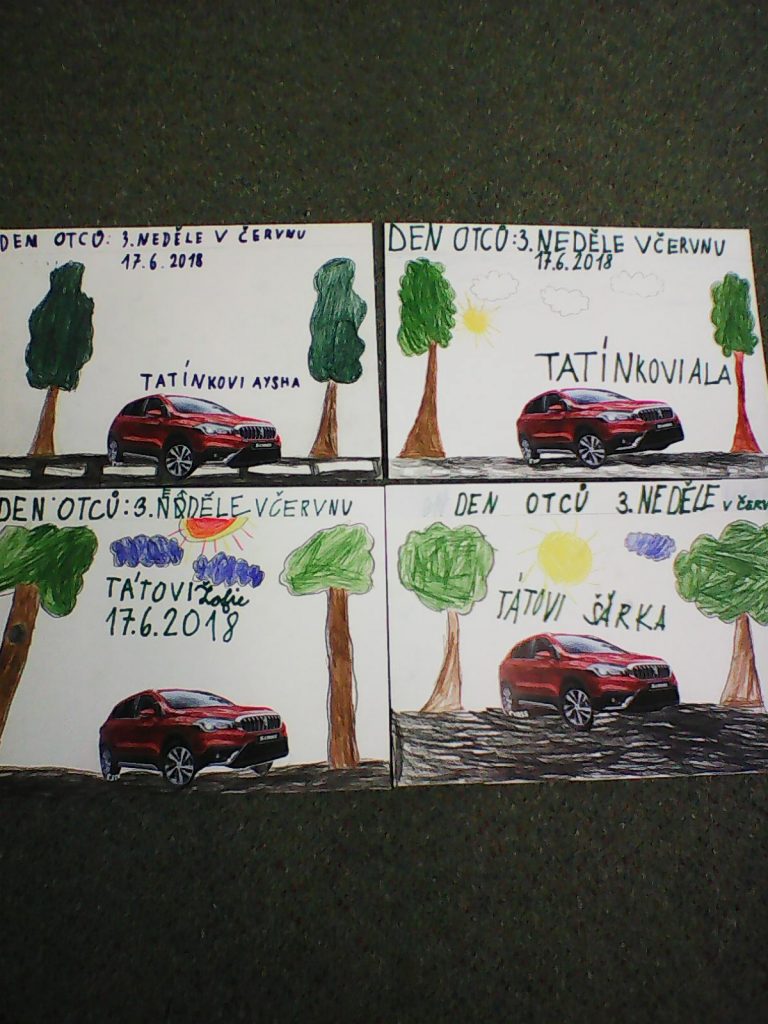 DEN OTCŮ: 3. NEDĚLE V ČERVNU
17.6.2018
TATÍNKOVI AYSHA
DEN OTCŮ: 3. NEDĚLE V ČERVNU
17.6.2018
TATÍNKOVI ALA
DEN OTCŮ: 3. NEDĚLE V ČERVNU
TÁTOVI Žofie
17.6.2018
DEN OTCŮ 3. NEDĚLE V ČERV
TÁTOVI ŠÁRKA